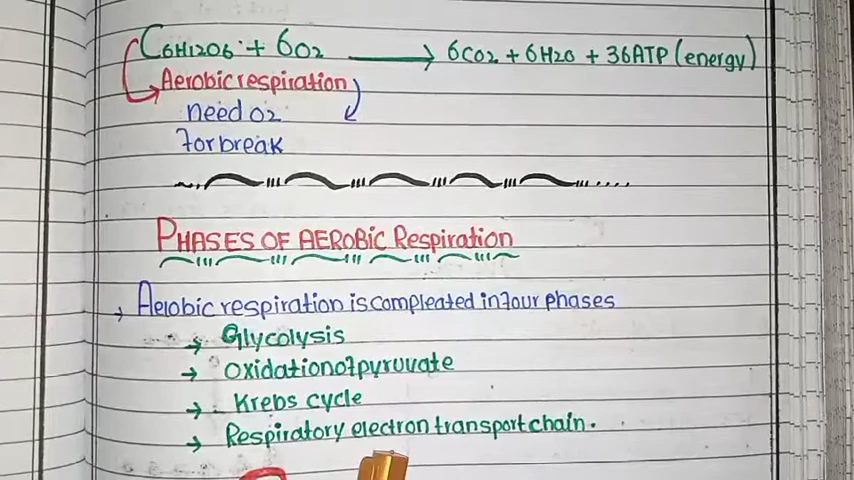 C6H12O6 + 6O2 → 6CO2 + 6H2O + 36ATP (energy)
Aerobic respiration
need O2
For break
PHASES OF AEROBIC Respiration
→ Aerobic respiration is compleated in four phases
→ Glycolysis
→ Oxidation of pyruvate
→ Krebs cycle
→ Respiratory electron transport chain.